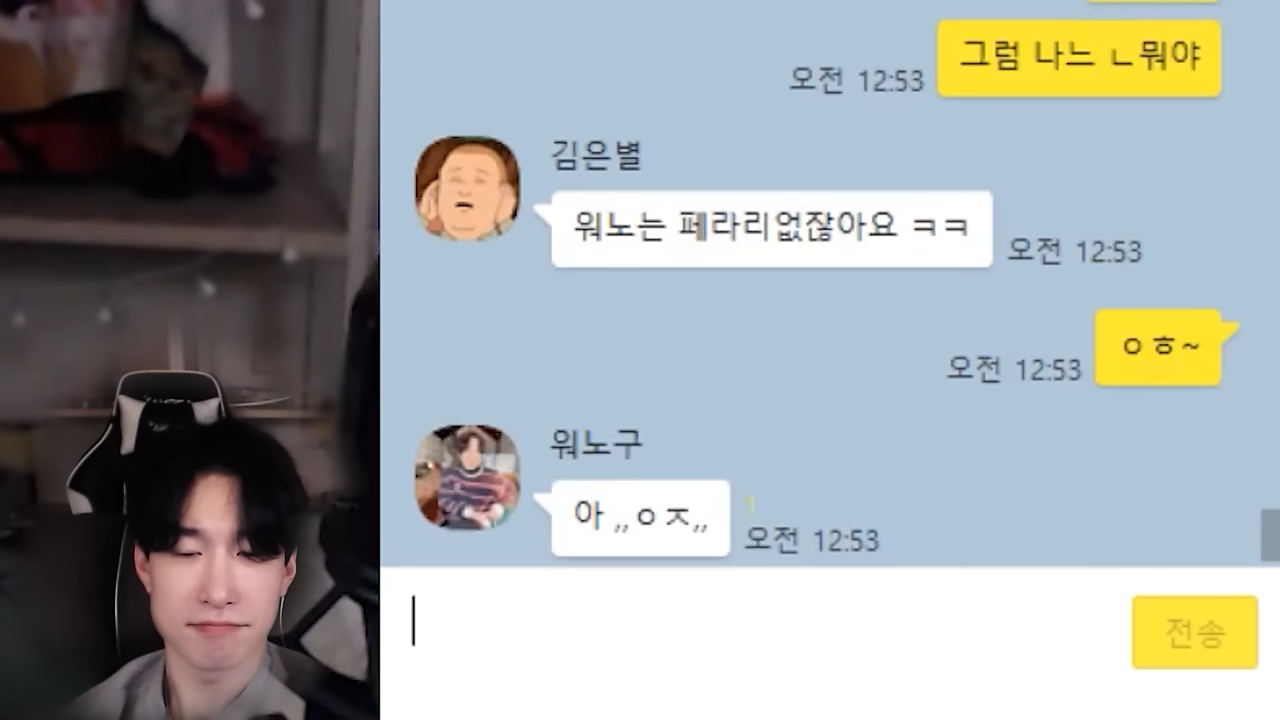 그럼 나느 ㄴ뭐야
오전 12:53
김은별
워노는 페라리없잖아요 ㅋㅋ
오전 12:53
ㅇㅎ~
오전 12:53
워노구
아 ,,ㅇㅈ,,
1
오전 12:53
전송